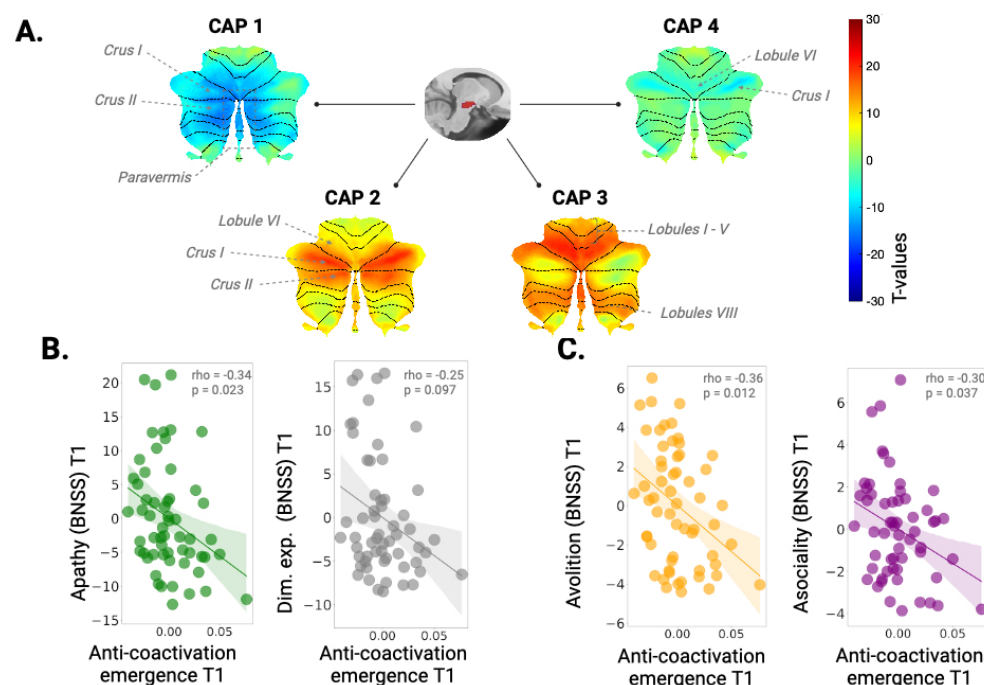 A.
CAP 1
Crus I
Crus II
Paravermis
CAP 4
Lobule VI
Crus I
CAP 2
Lobule VI
Crus I
Crus II
CAP 3
Lobules I - V
Lobules VIII
30
20
10
0
-10
-20
-30
T-values
B.
rho = -0.34
p = 0.023
20
15
10
5
0
−5
−10
−15
0.00
0.05
Apathy (BNSS) T1
Anti-coactivation
emergence T1
rho = -0.25
p = 0.097
15
10
5
0
−5
−10
0.00
0.05
Dim. exp. (BNSS) T1
Anti-coactivation
emergence T1
C.
rho = -0.36
p = 0.012
6
4
2
0
−2
−4
−6
0.00
0.05
Avolition (BNSS) T1
Anti-coactivation
emergence T1
rho = -0.30
p = 0.037
6
4
2
0
−2
−4
0.00
0.05
Asociality (BNSS) T1
Anti-coactivation
emergence T1